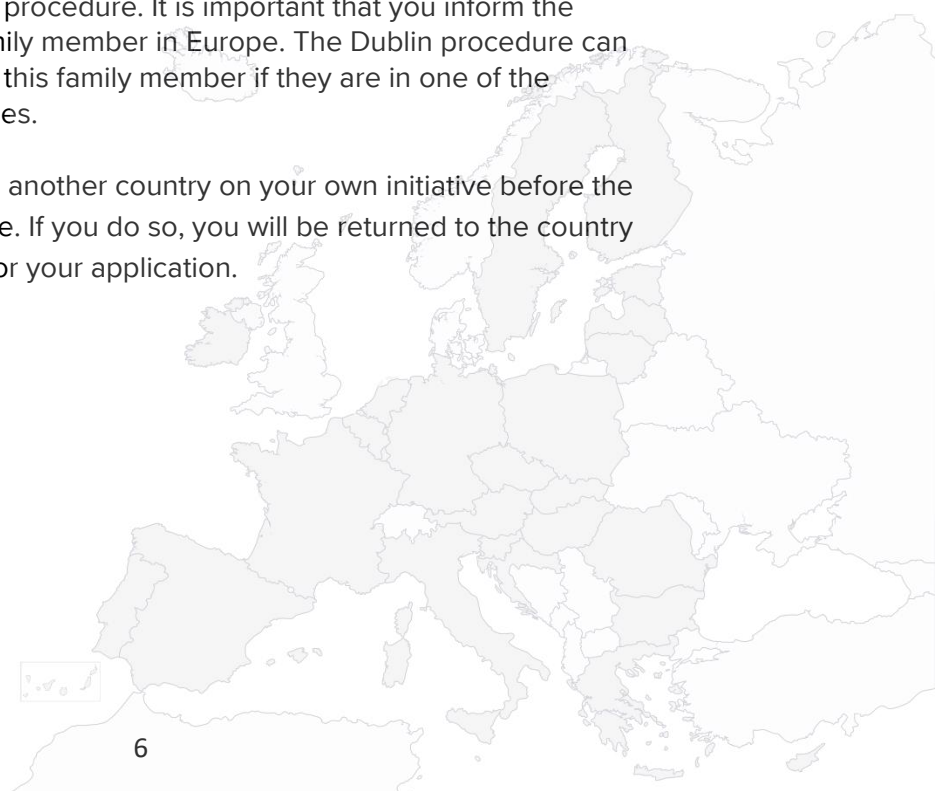 procedure. It is important that you inform the
ily member in Europe. The Dublin procedure can
this family member if they are in one of the
es.
another country on your own initiative before the
e. If you do so, you will be returned to the country
or your application.
6